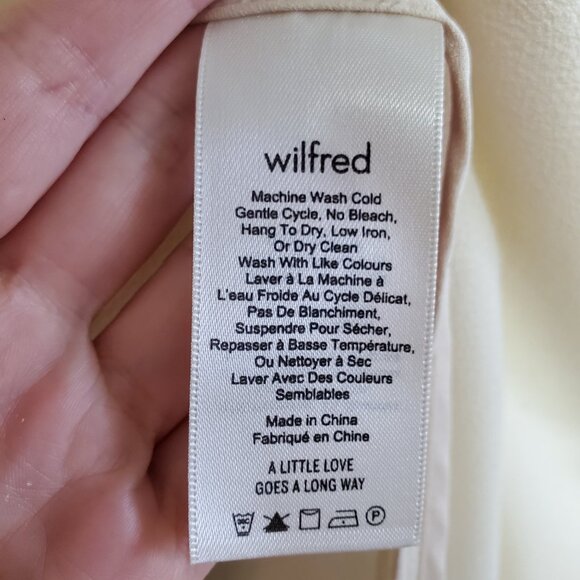 wilfred
Machine Wash Cold
Gentle Cycle, No Bleach,
Hang To Dry, Low Iron,
Or Dry Clean
Wash With Like Colours
Laver à La Machine à
L'eau Froide Au Cycle Délicat,
Pas De Blanchiment,
Suspendre Pour Sécher,
Repasser à Basse Température,
Ou Nettoyer à Sec
Laver Avec Des Couleurs
Semblables
Made in China
Fabriqué en Chine
A LITTLE LOVE
GOES A LONG WAY
30C P